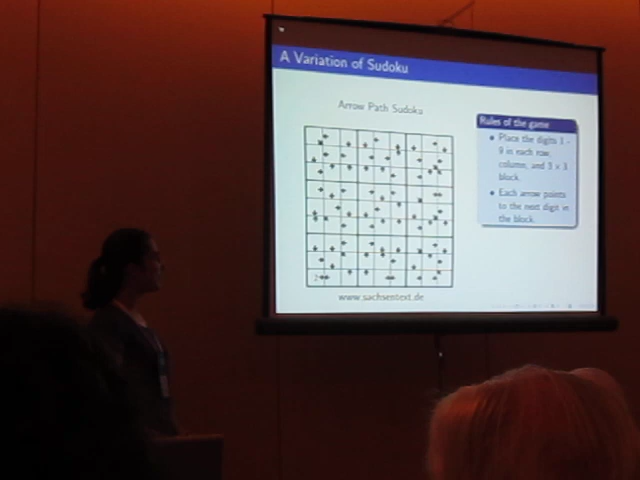 A Variation of Sudoku
Arrow Path Sudoku
Rules of the game
Place the digits 1 -
9 in each row,
column, and 3 × 3
block.
Each arrow points
to the next digit in
the block.
2
www.sachsentext.de